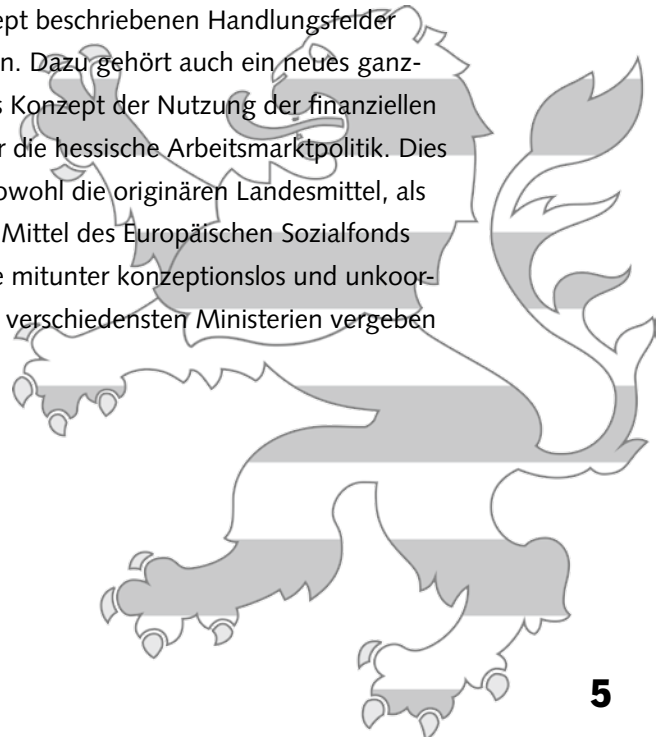 ept beschriebenen Handlungsfelder
n. Dazu gehört auch ein neues ganz-
s Konzept der Nutzung der finanziellen
r die hessische Arbeitsmarktpolitik. Dies
owohl die originären Landesmittel, als
Mittel des Europäischen Sozialfonds
e mitunter konzeptionslos und unkoor-
verschiedensten Ministerien vergeben
5